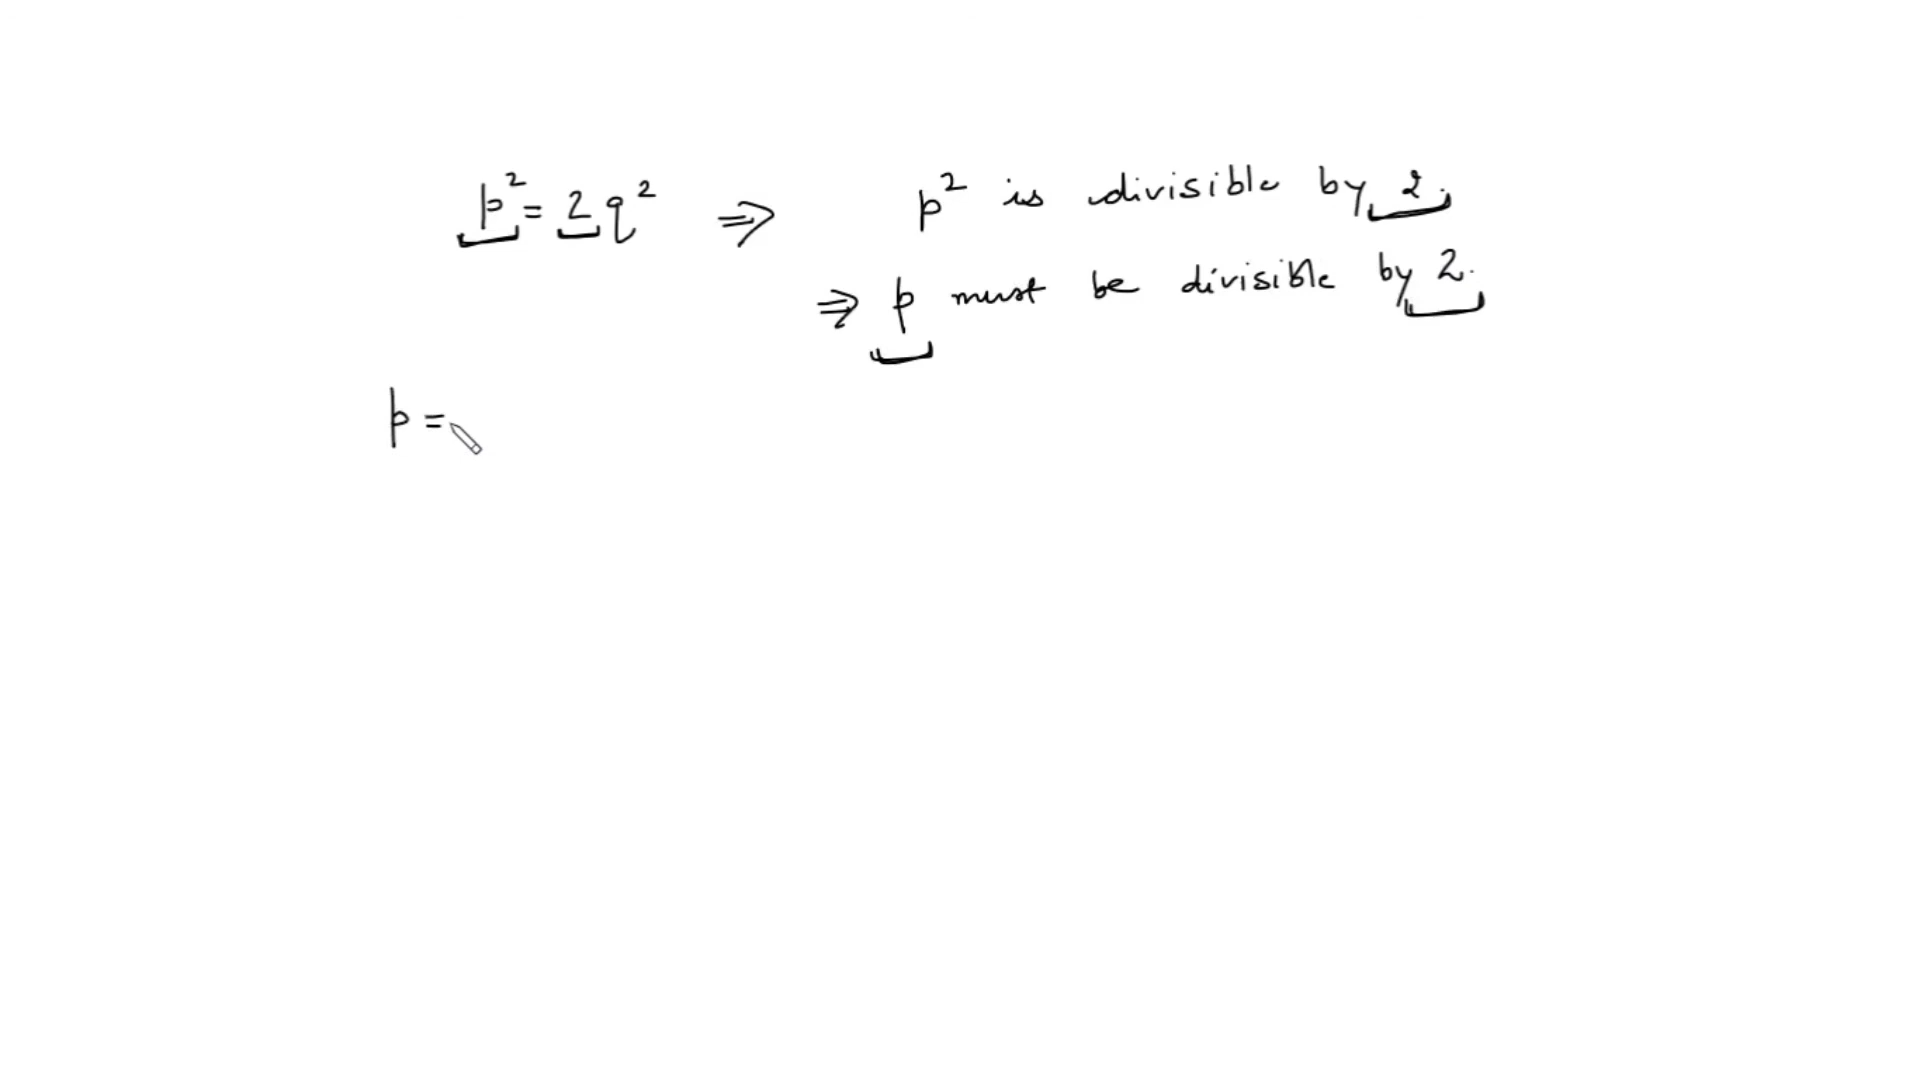 p² = 2q² ⇒ p² is divisible by 2.
⇒ p must be divisible by 2.
p =